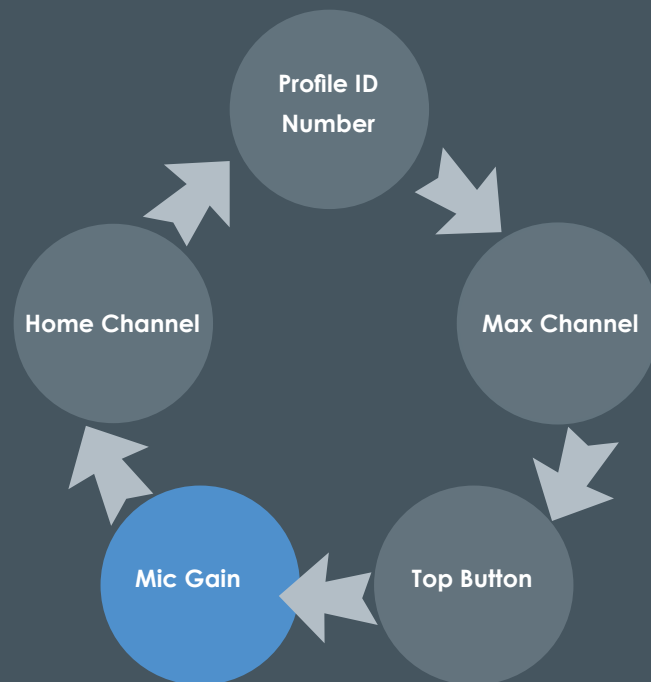 Profile ID
Number
Home Channel
Max Channel
Mic Gain
Top Button